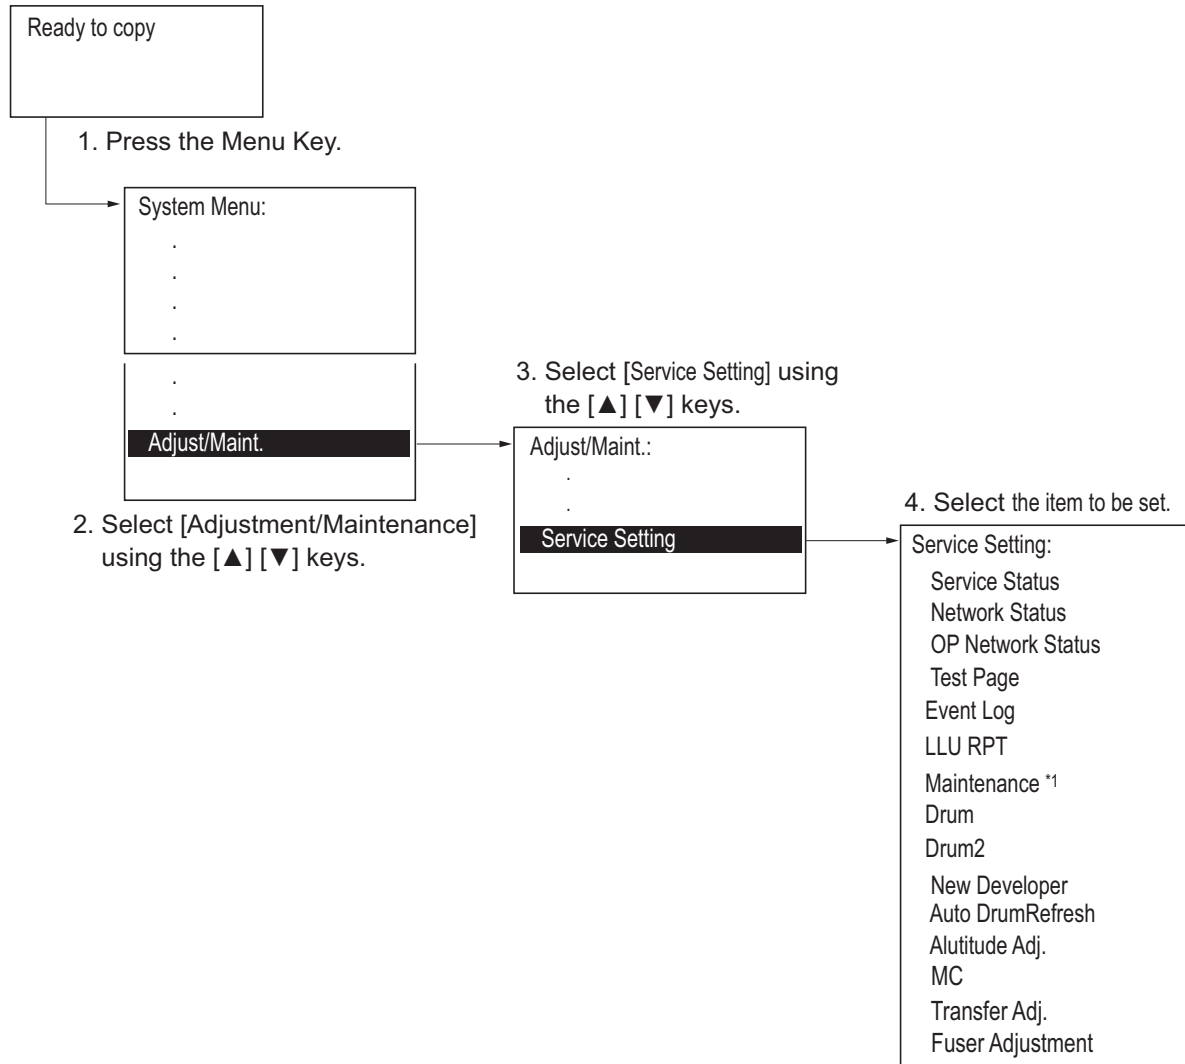 Ready to copy
1. Press the Menu Key.
System Menu:
.
.
.
.
.
.
Adjust/Maint.
2. Select [Adjustment/Maintenance]
using the [▲] [▼] keys.
3. Select [Service Setting] using
the [▲] [▼] keys.
Adjust/Maint.:
.
.
Service Setting
4. Select the item to be set.
Service Setting:
Service Status
Network Status
OP Network Status
Test Page
Event Log
LLU RPT
Maintenance *1
Drum
Drum2
New Developer
Auto DrumRefresh
Alutitude Adj.
MC
Transfer Adj.
Fuser Adjustment